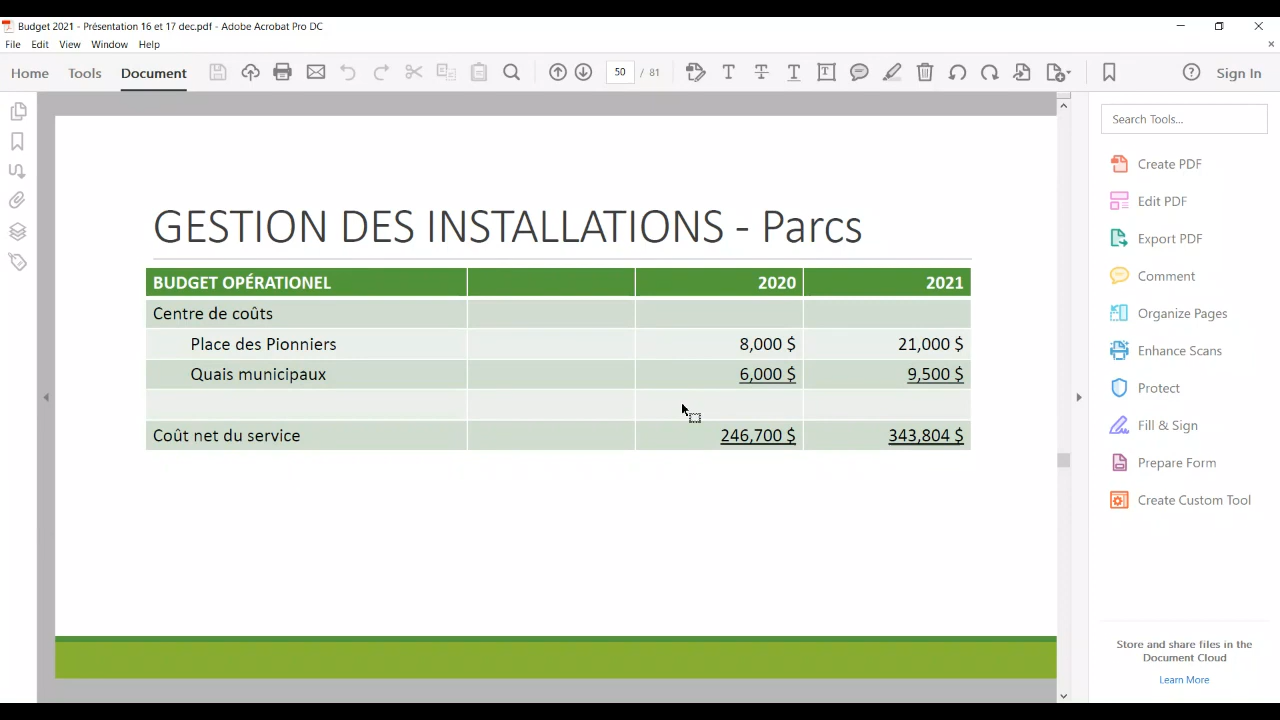 Budget 2021 - Présentation 16 et 17 dec.pdf - Adobe Acrobat Pro DC
File Edit View Window Help
Home Tools Document 50 / 81 Sign In
Search Tools...
Create PDF
Edit PDF
Export PDF
Comment
Organize Pages
Enhance Scans
Protect
Fill & Sign
Prepare Form
Create Custom Tool
Store and share files in the
Document Cloud
Learn More
GESTION DES INSTALLATIONS - Parcs
BUDGET OPÉRATIONEL 2020 2021
Centre de coûts
Place des Pionniers 8,000 $ 21,000 $
Quais municipaux 6,000 $ 9,500 $
Coût net du service 246,700 $ 343,804 $